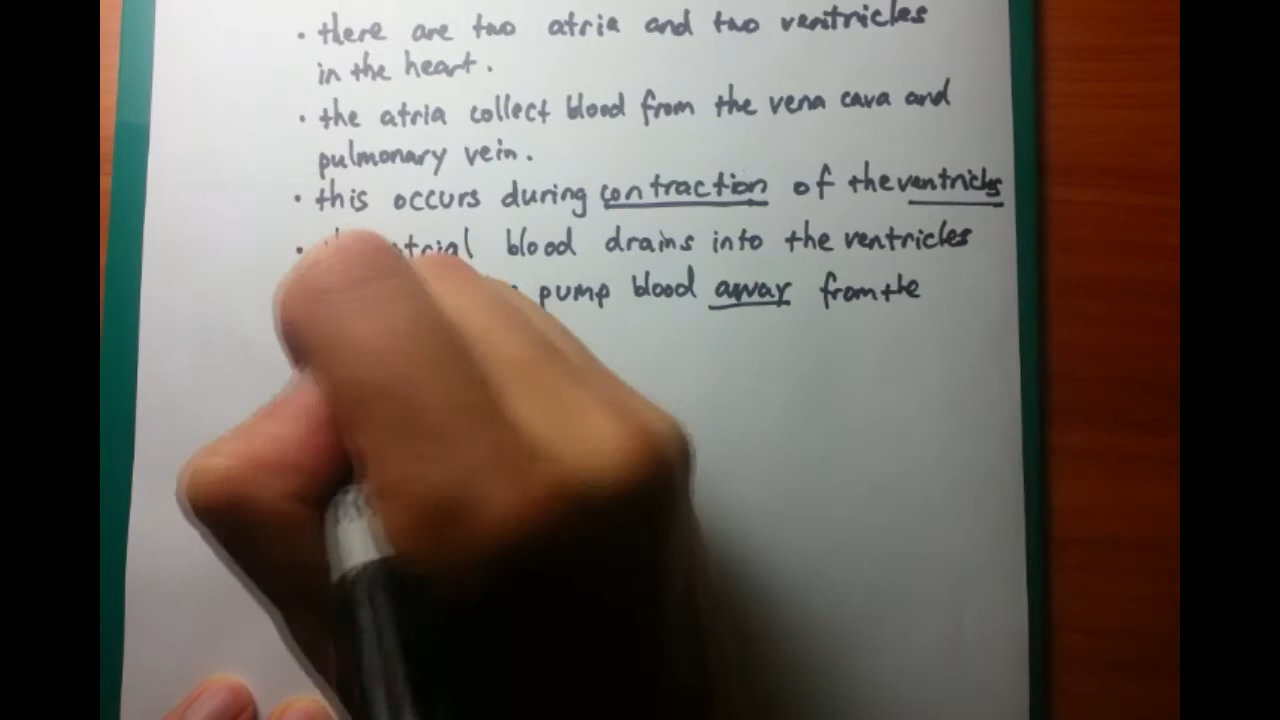 • there are two atria and two ventricles
in the heart.
• the atria collect blood from the vena cava and
pulmonary vein.
• this occurs during contraction of the ventricles
• atrial blood drains into the ventricles
pump blood away from the